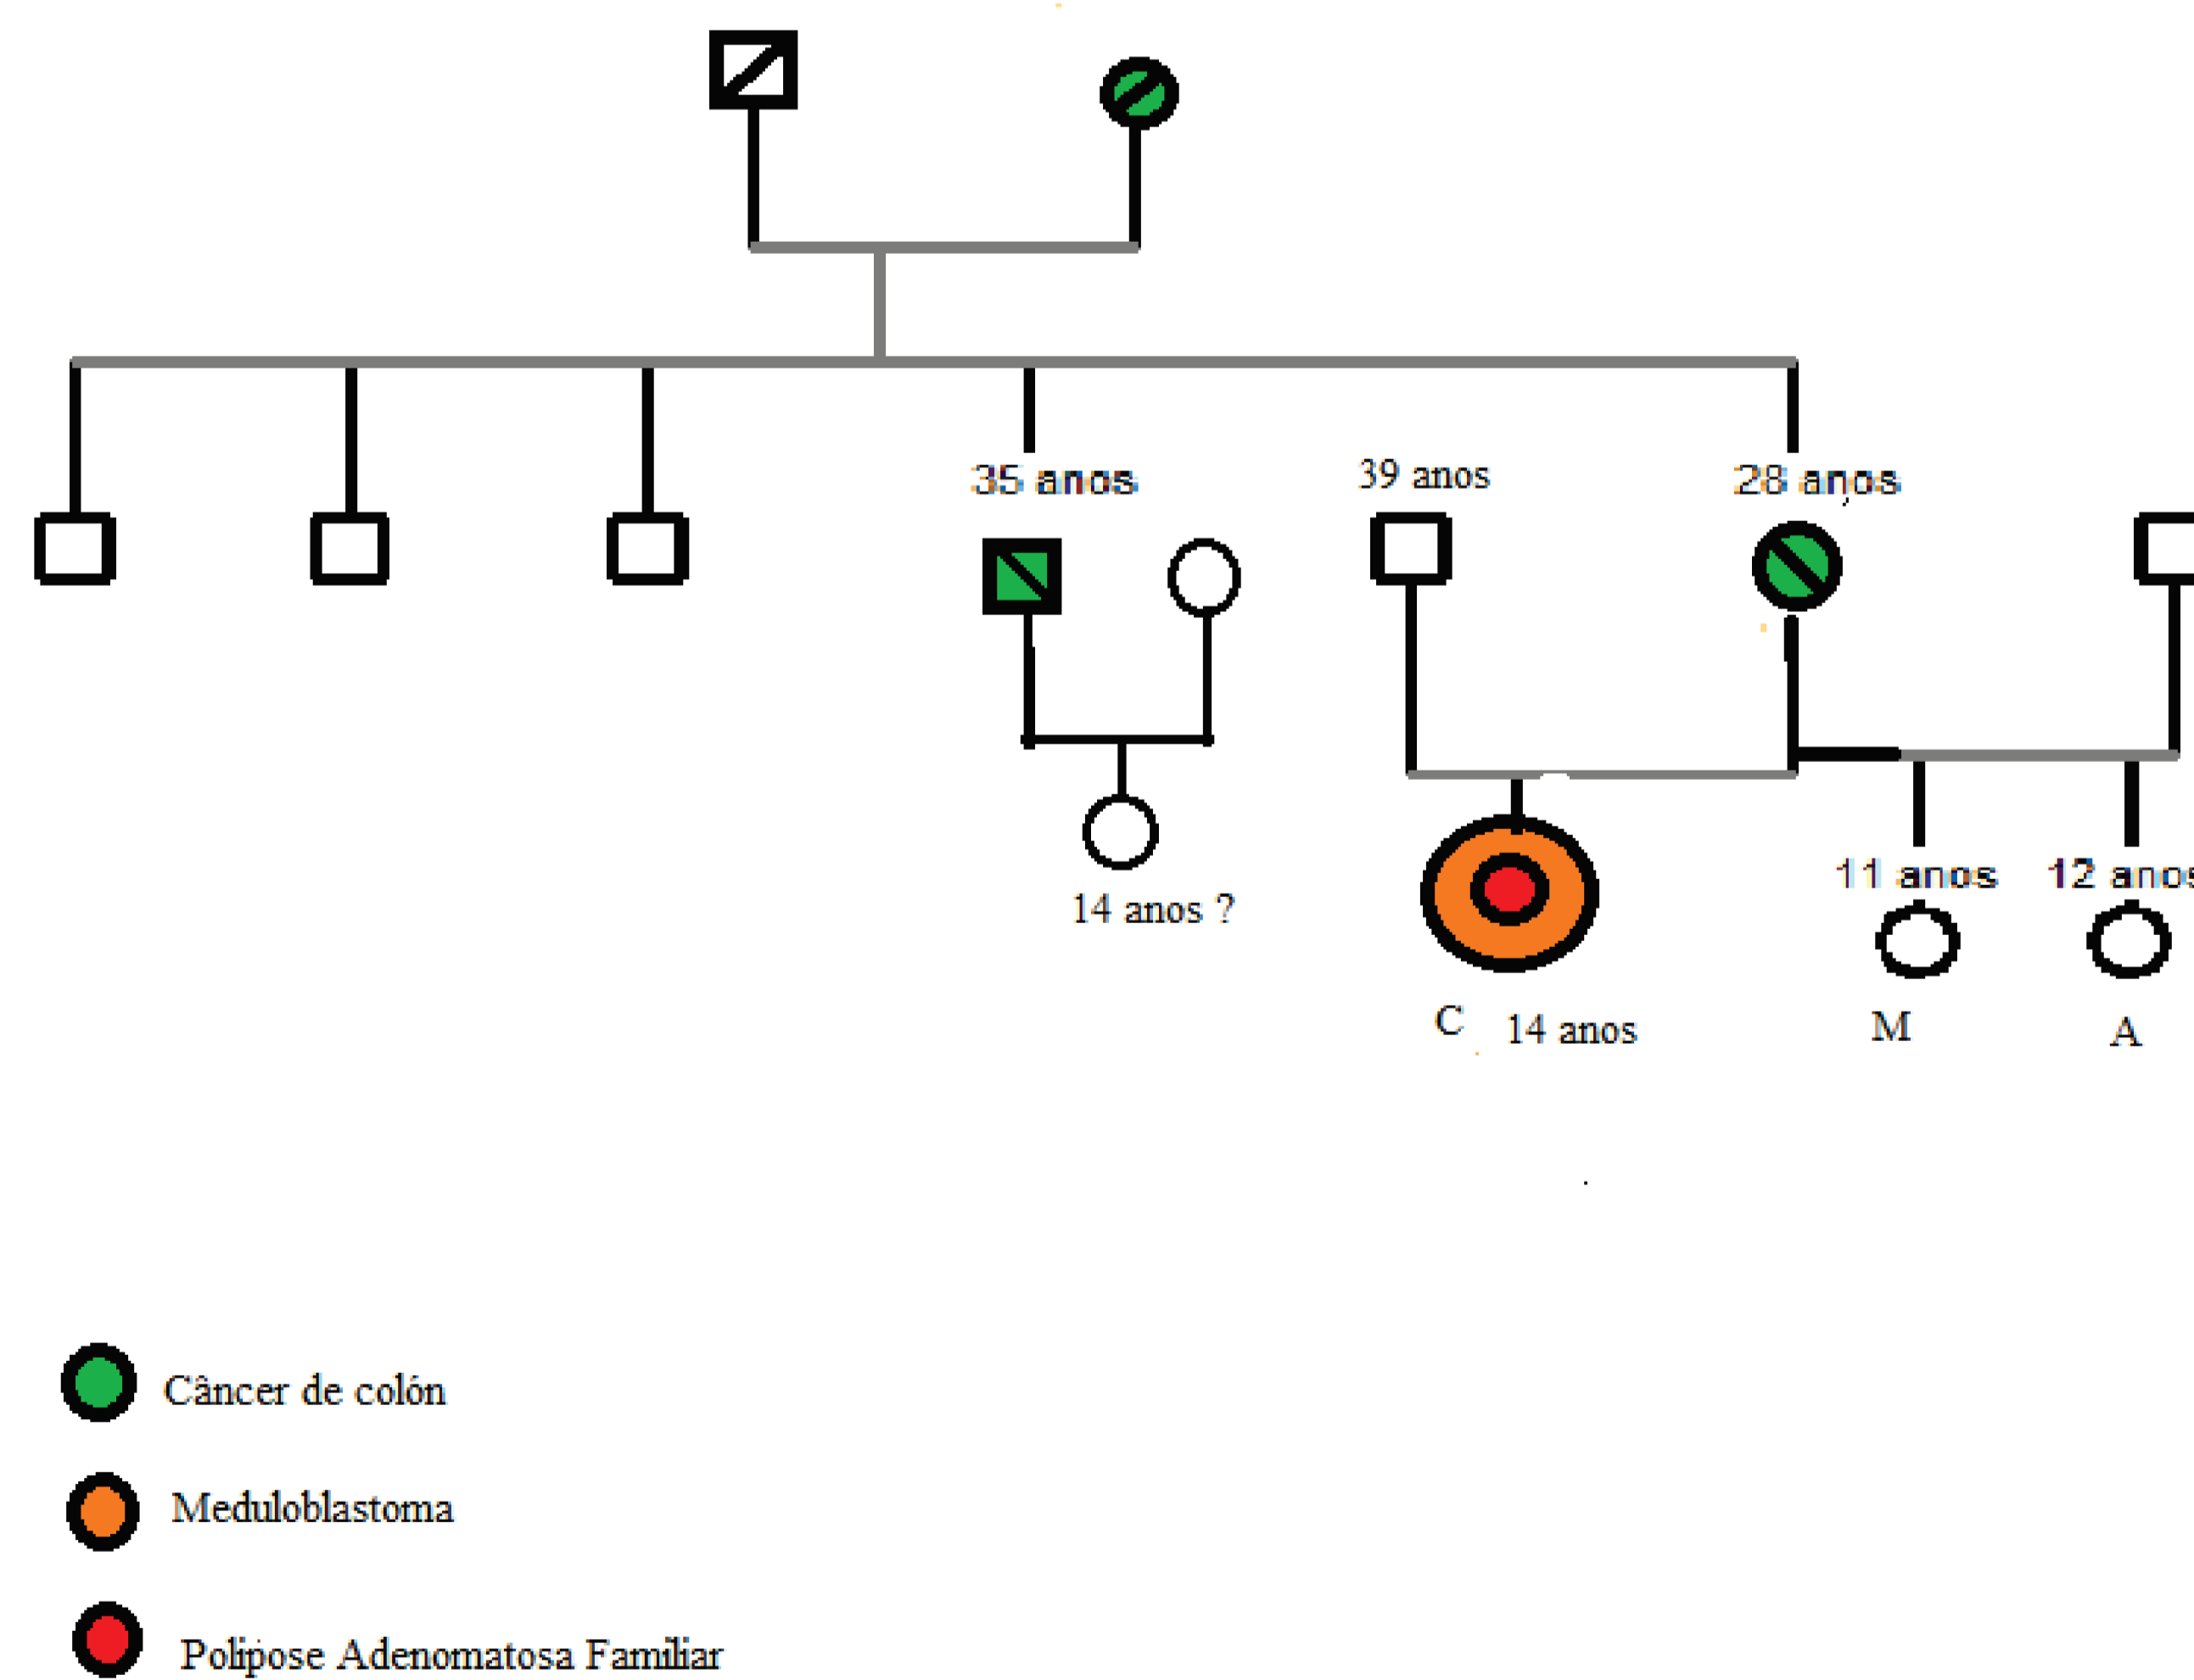 35 anos
39 anos
28 anos
14 anos ?
11 anos
12 anos
C
14 anos
M
A
Câncer de colón
Meduloblastoma
Polipose Adenomatosa Familiar